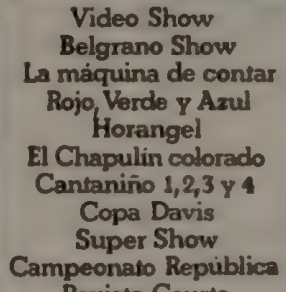 Video Show
Belgrano Show
La máquina de contar
Rojo, Verde y Azul
Horangel
El Chapulín colorado
Cantaniño 1,2,3 y 4
Copa Davis
Super Show
Campeonato República